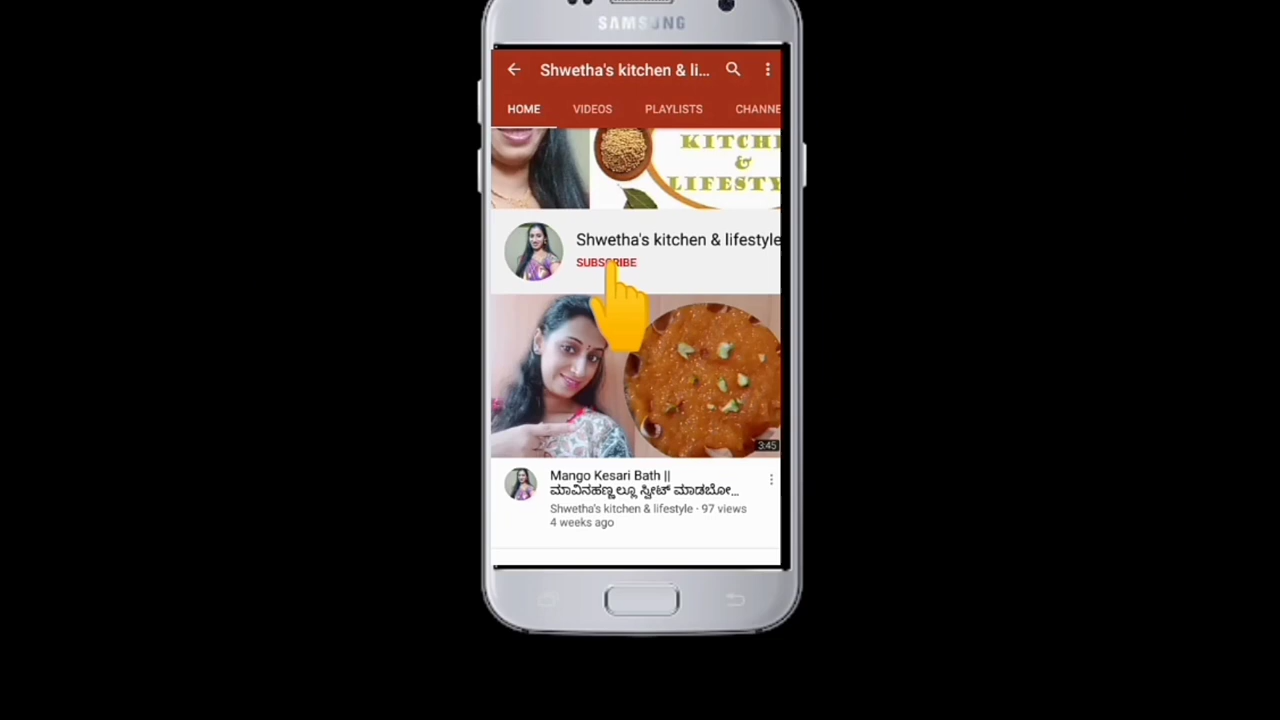 SAMSUNG
Shwetha's kitchen & li...
HOME VIDEOS PLAYLISTS CHANNE
KITCHE
&
LIFESTY
Shwetha's kitchen & lifestyle
SUBSCRIBE
3:45
Mango Kesari Bath ||
ಮಾವಿನಹಣ್ಣಲ್ಲೂ ಸ್ವೀಟ್ ಮಾಡಬೋ...
Shwetha's kitchen & lifestyle · 97 views
4 weeks ago